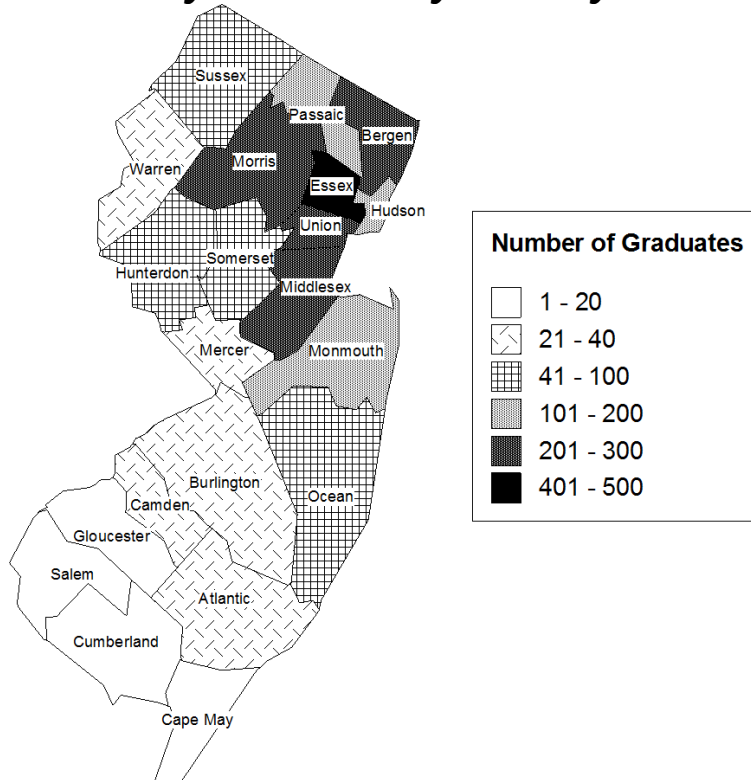 Sussex
Passaic
Bergen
Warren
Morris
Essex
Hudson
Union
Somerset
Hunterdon
Middlesex
Mercer
Monmouth
Burlington
Ocean
Camden
Gloucester
Salem
Atlantic
Cumberland
Cape May
Number of Graduates
1 - 20
21 - 40
41 - 100
101 - 200
201 - 300
401 - 500